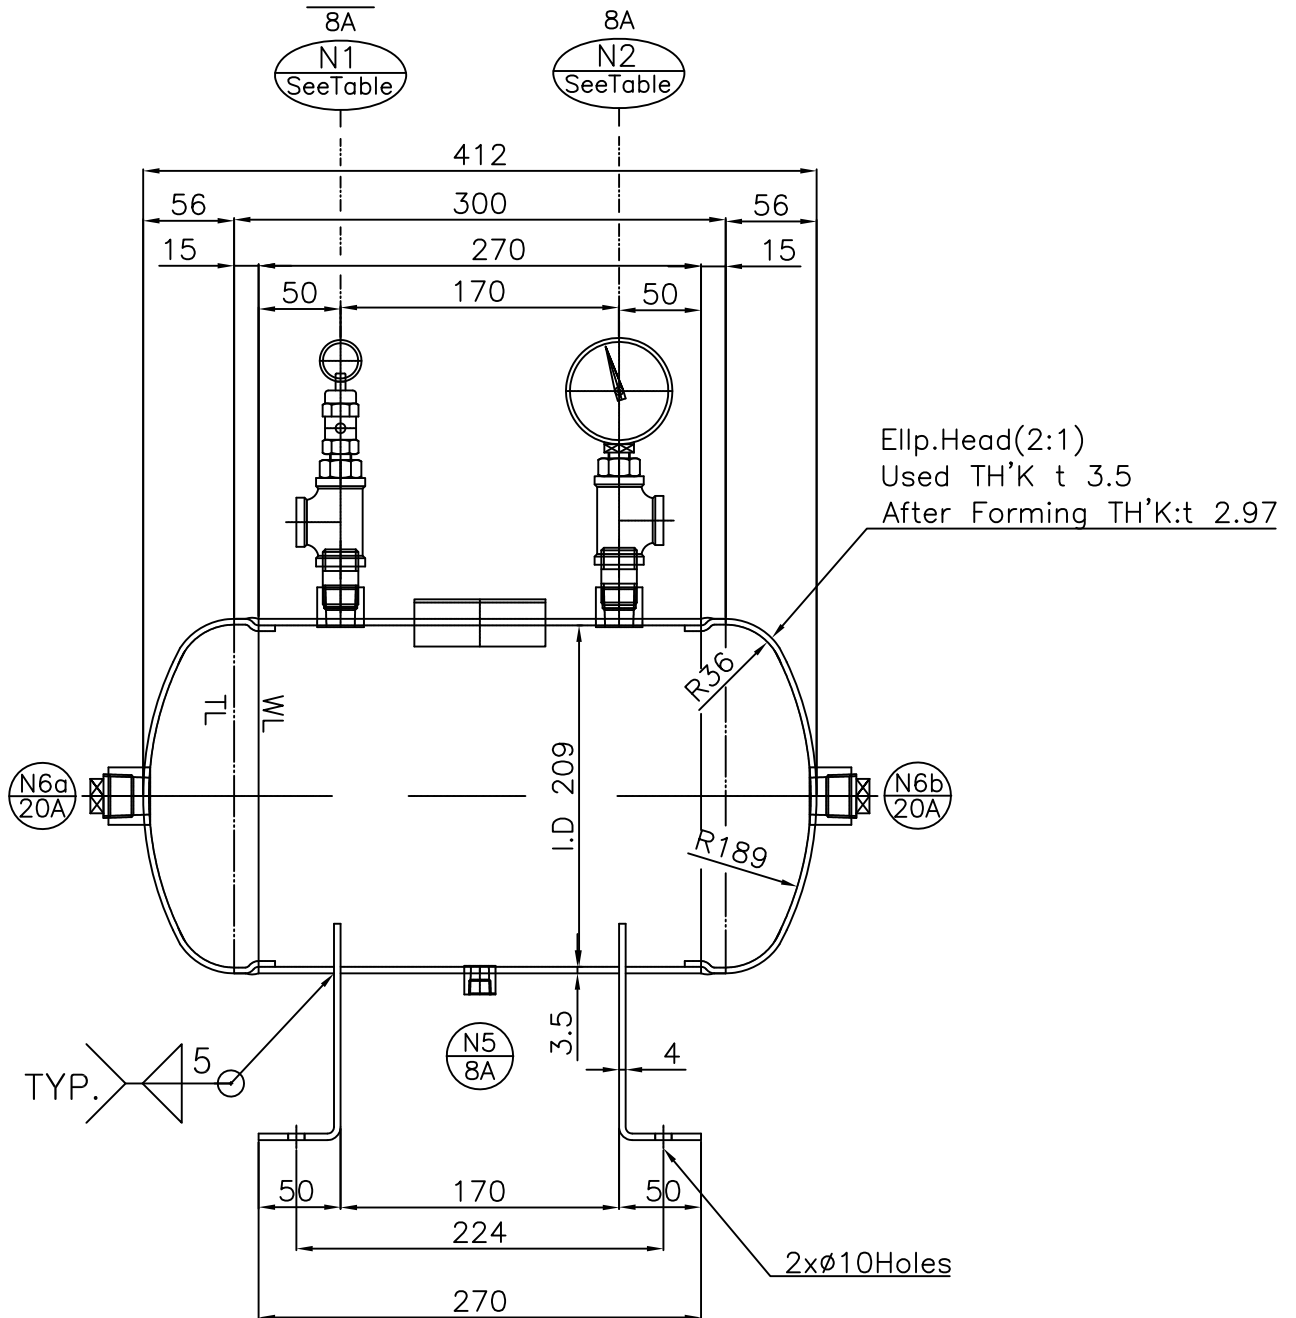 8A
8A
N1
SeeTable
N2
SeeTable
412
56
300
56
15
270
15
50
170
50
Ellp.Head(2:1)
Used TH'K t 3.5
After Forming TH'K:t 2.97
R36
TL
WL
I.D 209
N6a
20A
N6b
20A
R189
3.5
N5
8A
4
TYP.
5
50
170
50
224
2xø10Holes
270